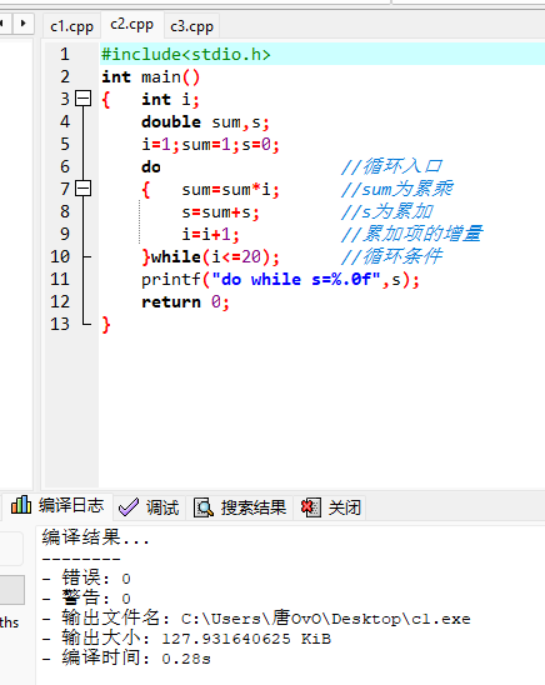 c1.cpp c2.cpp c3.cpp
1 #include<stdio.h>
2 int main()
3 { int i;
4 double sum,s;
5 i=1;sum=1;s=0;
6 do //循环入口
7 { sum=sum*i; //sum为累乘
8 s=sum+s; //s为累加
9 i=i+1; //累加项的增量
10 }while(i<=20); //循环条件
11 printf("do while s=%.0f",s);
12 return 0;
13 }
编译日志 调试 搜索结果 关闭
编译结果...
--------
- 错误: 0
- 警告: 0
- 输出文件名: C:\Users\唐OvO\Desktop\c1.exe
ths - 输出大小: 127.931640625 KiB
- 编译时间: 0.28s